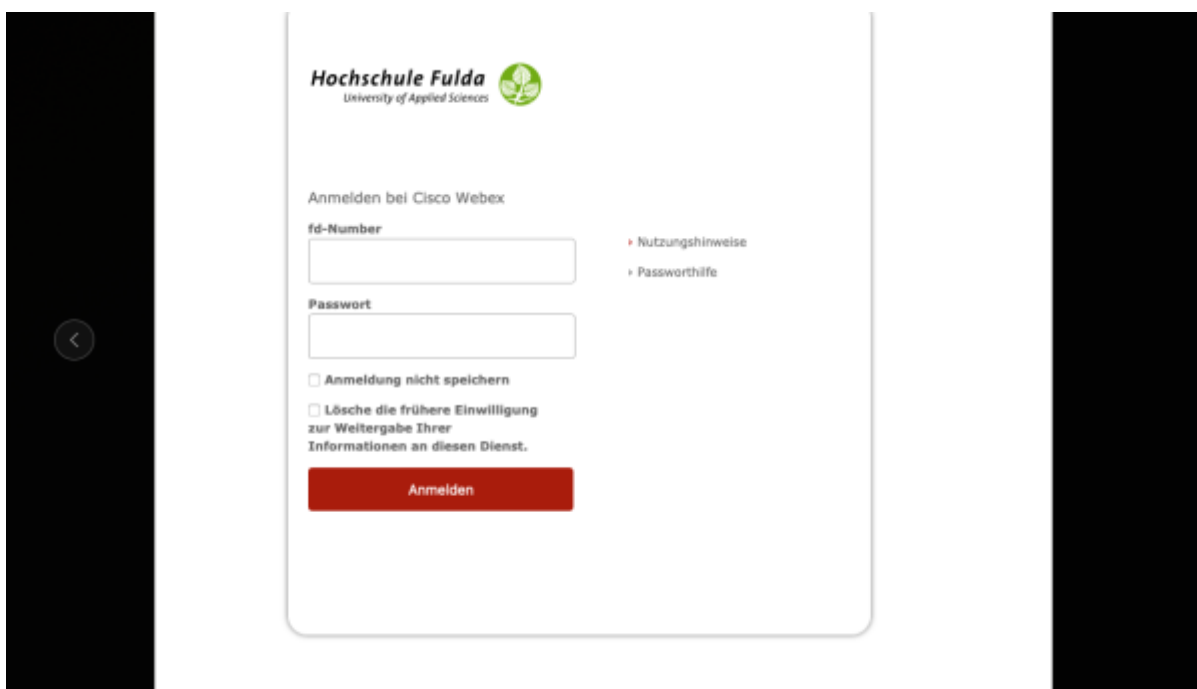 Hochschule Fulda
University of Applied Sciences
Anmelden bei Cisco Webex
fd-Number
Nutzungshinweise
Passworthilfe
Passwort
Anmeldung nicht speichern
Lösche die frühere Einwilligung
zur Weitergabe Ihrer
Informationen an diesen Dienst.
Anmelden